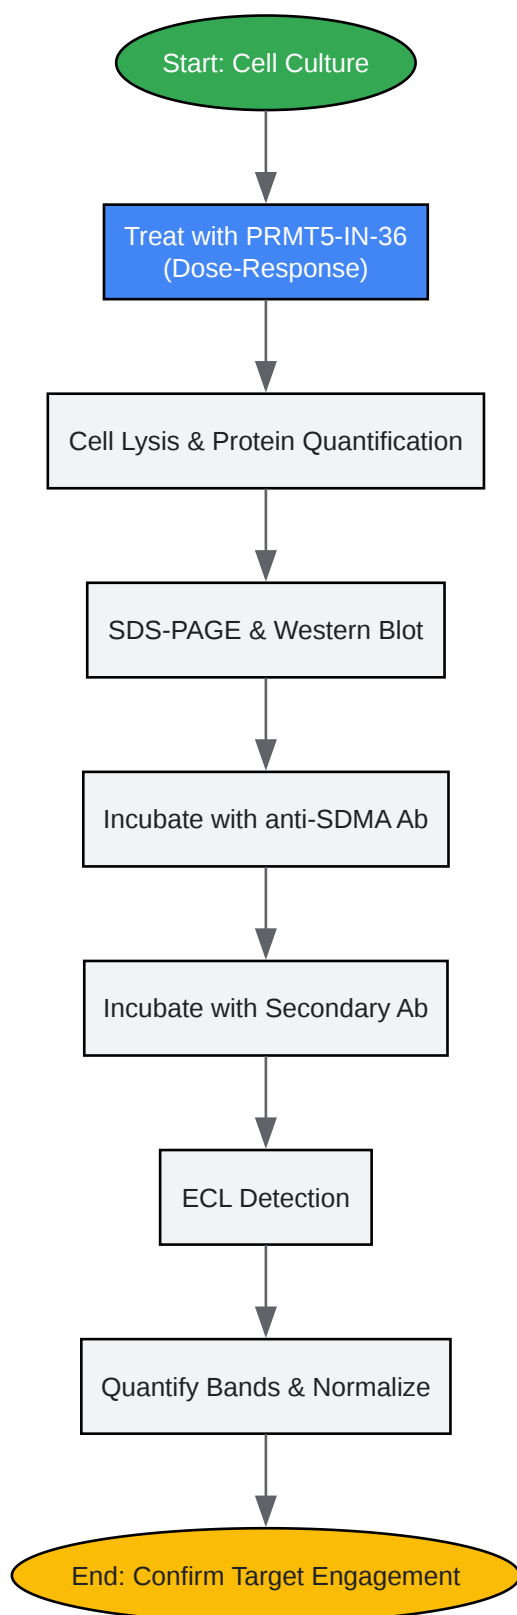 Start: Cell Culture
Treat with PRMT5-IN-36
(Dose-Response)
Cell Lysis & Protein Quantification
SDS-PAGE & Western Blot
Incubate with anti-SDMA Ab
Incubate with Secondary Ab
ECL Detection
Quantify Bands & Normalize
End: Confirm Target Engagement